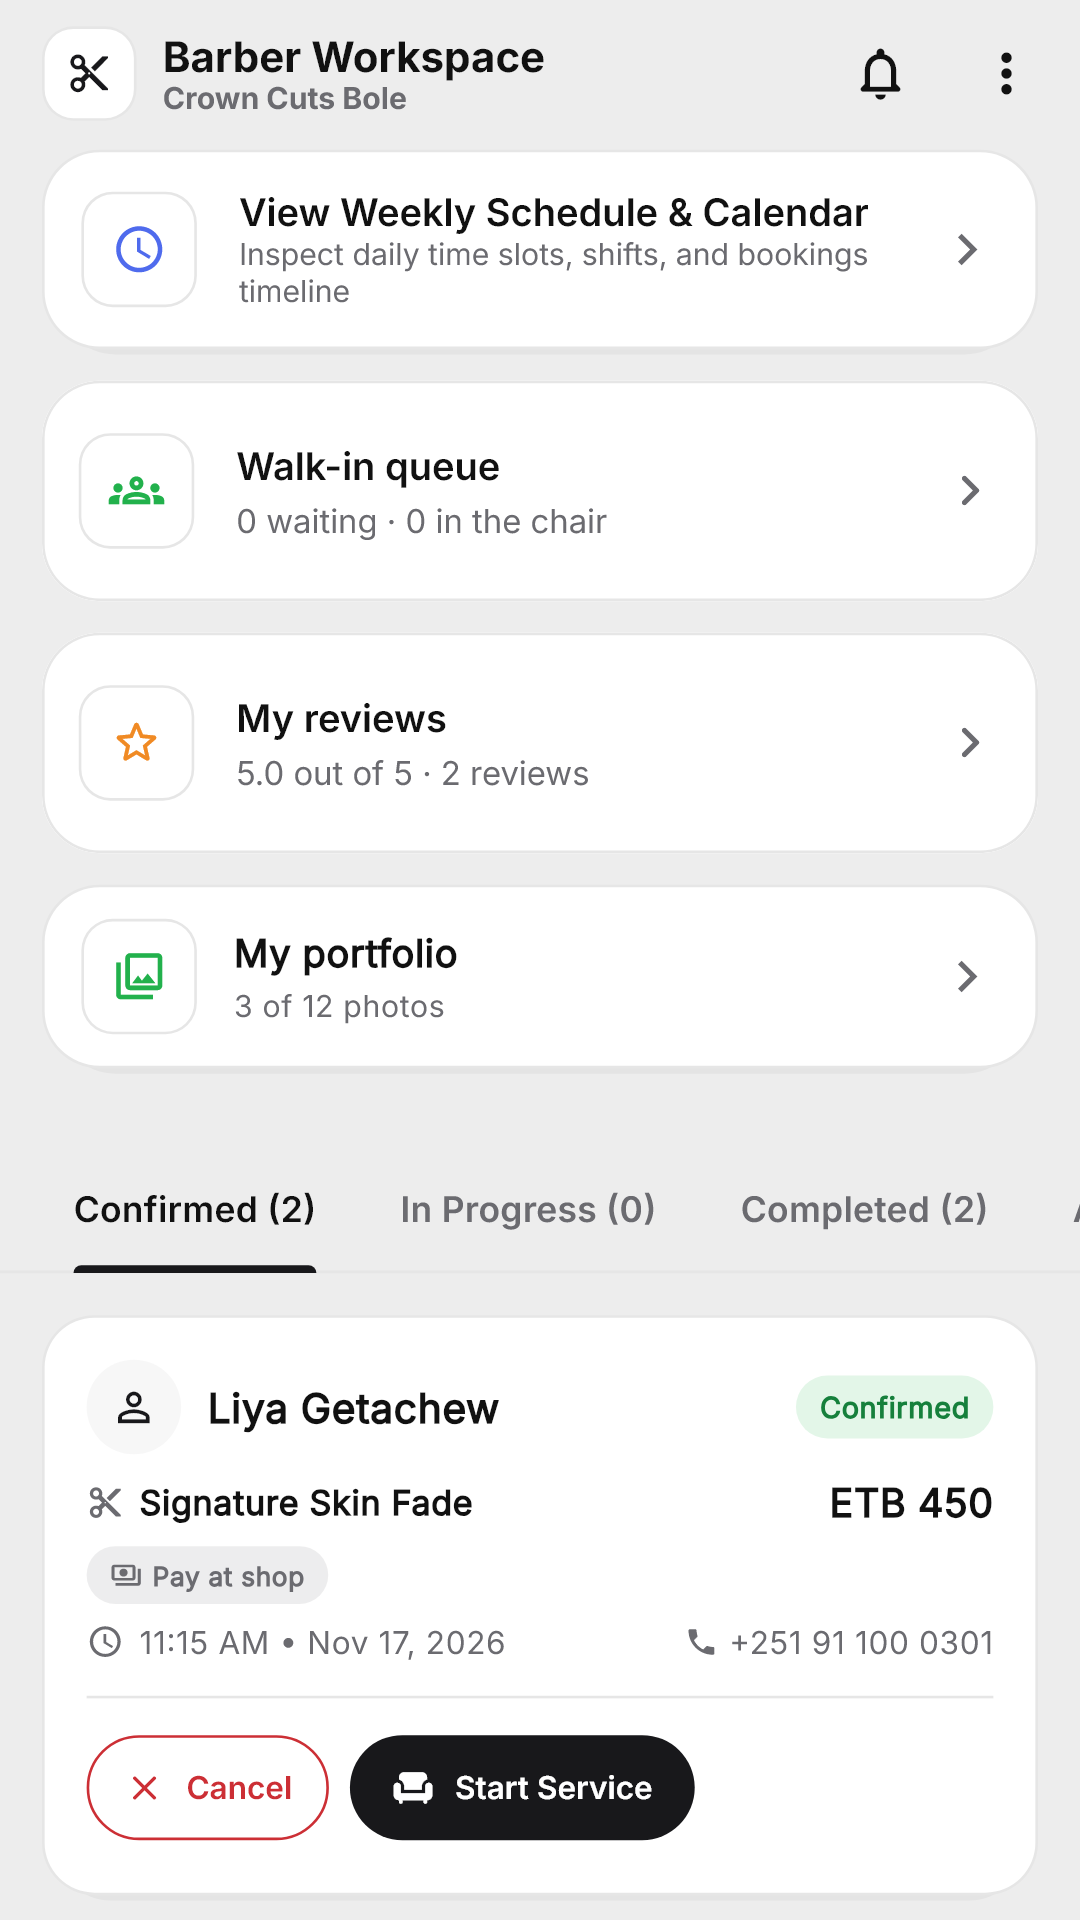 Barber Workspace
Crown Cuts Bole
View Weekly Schedule & Calendar
Inspect daily time slots, shifts, and bookings
timeline
Walk-in queue
0 waiting · 0 in the chair
My reviews
5.0 out of 5 · 2 reviews
My portfolio
3 of 12 photos
Confirmed (2) In Progress (0) Completed (2)
Liya Getachew Confirmed
Signature Skin Fade ETB 450
Pay at shop
11:15 AM • Nov 17, 2026 +251 91 100 0301
Cancel Start Service